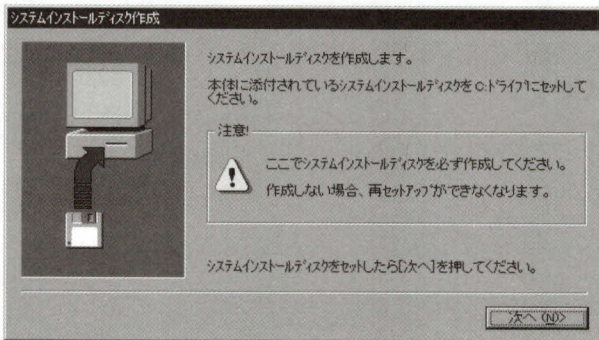 システムインストールディスク作成
システムインストールディスクを作成します。
本体に添付されているシステムインストールディスクを C:ドライブにセットして
ください。
注意!
ここでシステムインストールディスクを必ず作成してください。
作成しない場合、再セットアップができなくなります。
システムインストールディスクをセットしたら[次へ]を押してください。
次へ (N)>